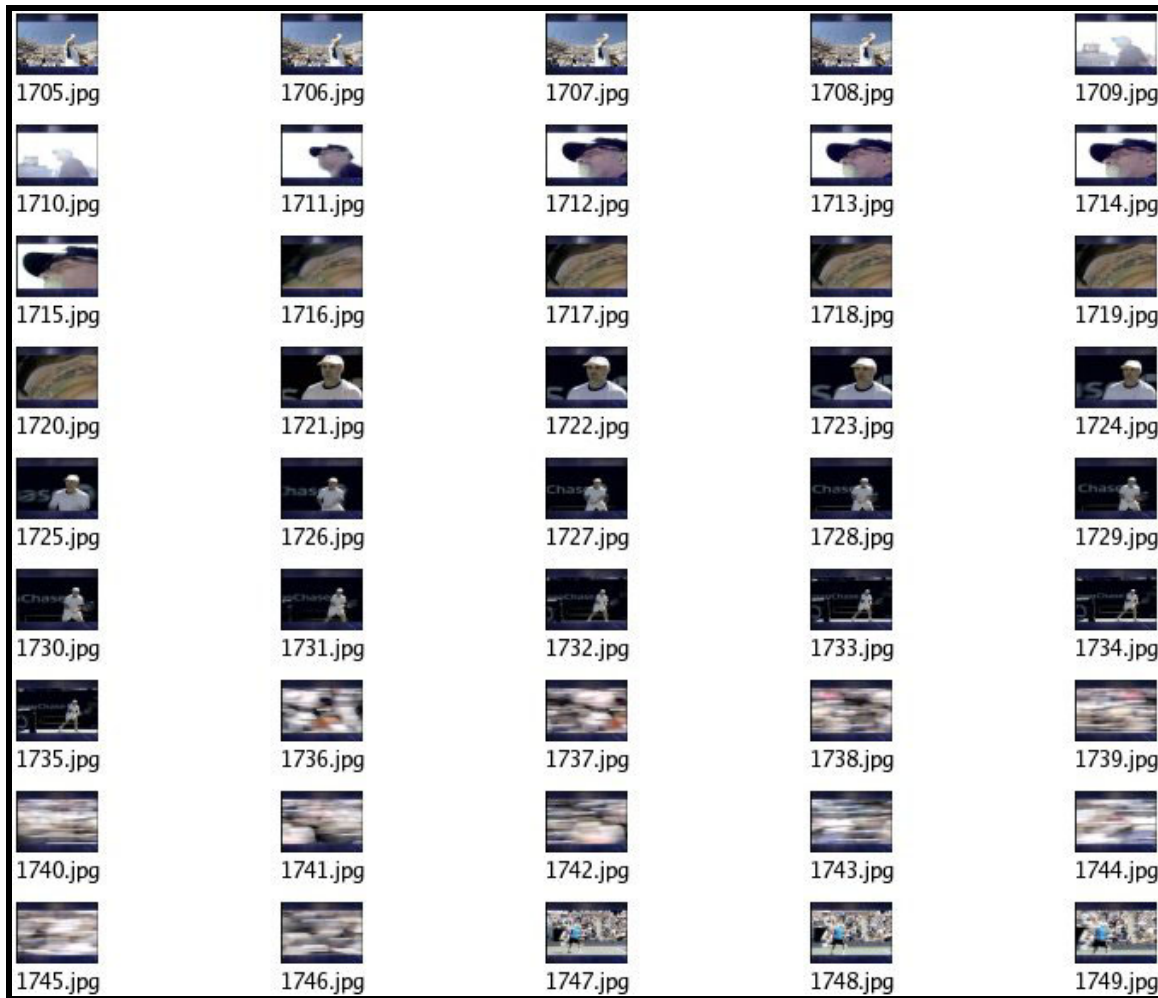 1705.jpg 1706.jpg 1707.jpg 1708.jpg 1709.jpg
1710.jpg 1711.jpg 1712.jpg 1713.jpg 1714.jpg
1715.jpg 1716.jpg 1717.jpg 1718.jpg 1719.jpg
1720.jpg 1721.jpg 1722.jpg 1723.jpg 1724.jpg
1725.jpg 1726.jpg 1727.jpg 1728.jpg 1729.jpg
Chase Chase Chase
1730.jpg 1731.jpg 1732.jpg 1733.jpg 1734.jpg
1735.jpg 1736.jpg 1737.jpg 1738.jpg 1739.jpg
1740.jpg 1741.jpg 1742.jpg 1743.jpg 1744.jpg
1745.jpg 1746.jpg 1747.jpg 1748.jpg 1749.jpg